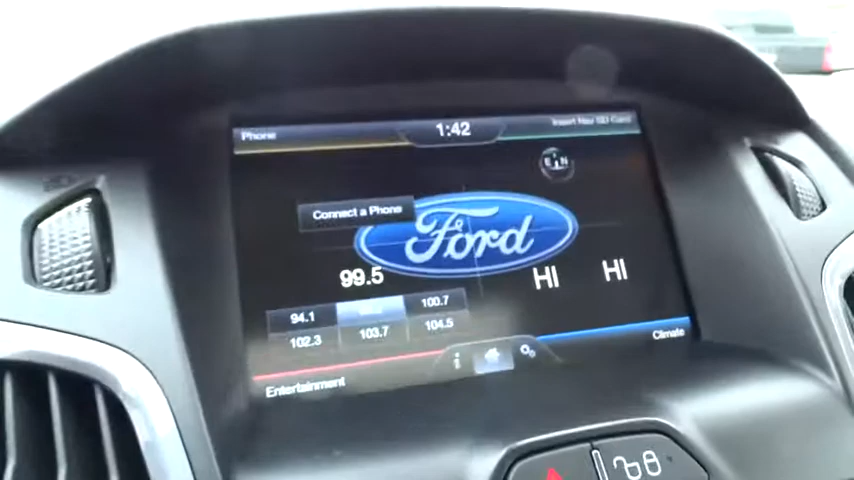 Phone
1:42
Insert Nav SD Card
E N
Connect a Phone
Ford
99.5
HI
HI
94.1
100.7
102.3
103.7
104.5
i
Climate
Entertainment